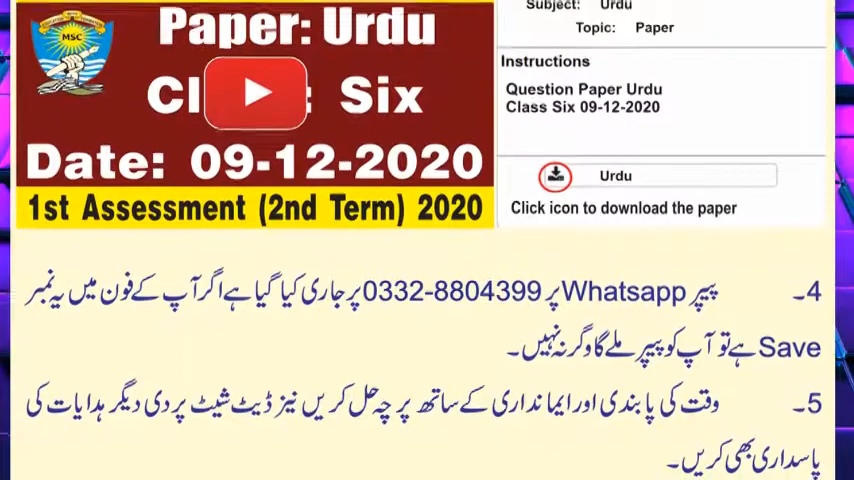 MSC
Paper: Urdu
Six
Date: 09-12-2020
1st Assessment (2nd Term) 2020
Subject: Urdu
Topic: Paper
Instructions
Question Paper Urdu
Class Six 09-12-2020
Urdu
Click icon to download the paper
4۔ پیپر Whatsapp پر 0332-8804399 پر جاری کیا گیا ہے اگر آپ کے فون میں یہ نمبر
Save ہے تو آپ کو پیپر ملے گا وگرنہ نہیں۔
5۔ وقت کی پابندی اور ایمانداری کے ساتھ پرچہ حل کریں نیز ڈیٹ شیٹ پر دی دیگر ہدایات کی
پاسداری بھی کریں۔